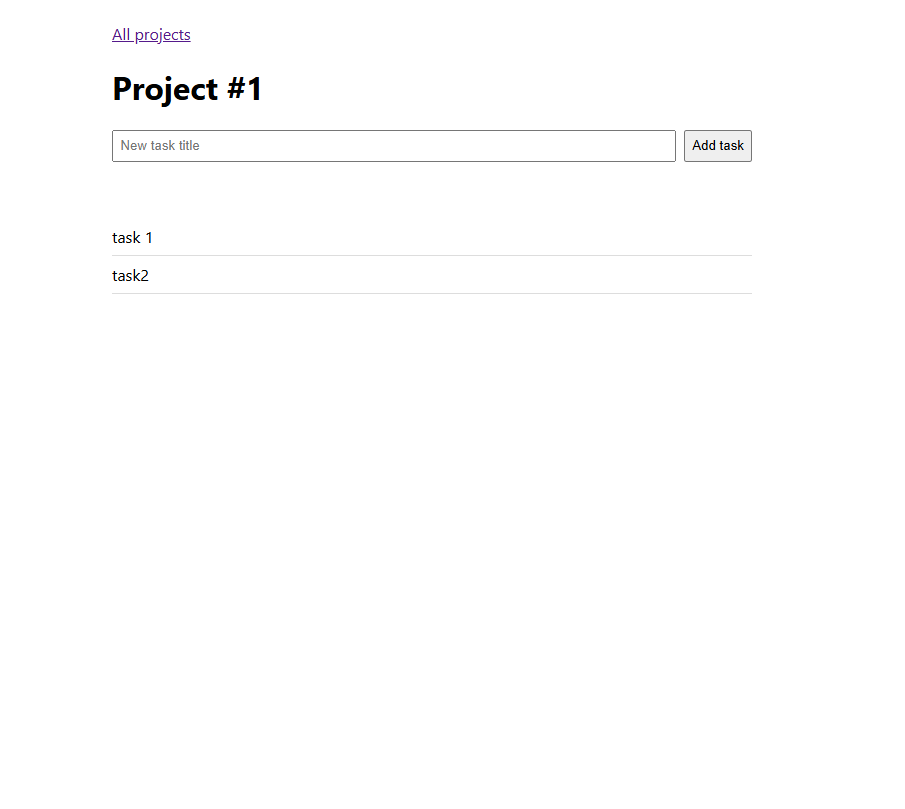 All projects
Project #1
New task title
Add task
task 1
task2